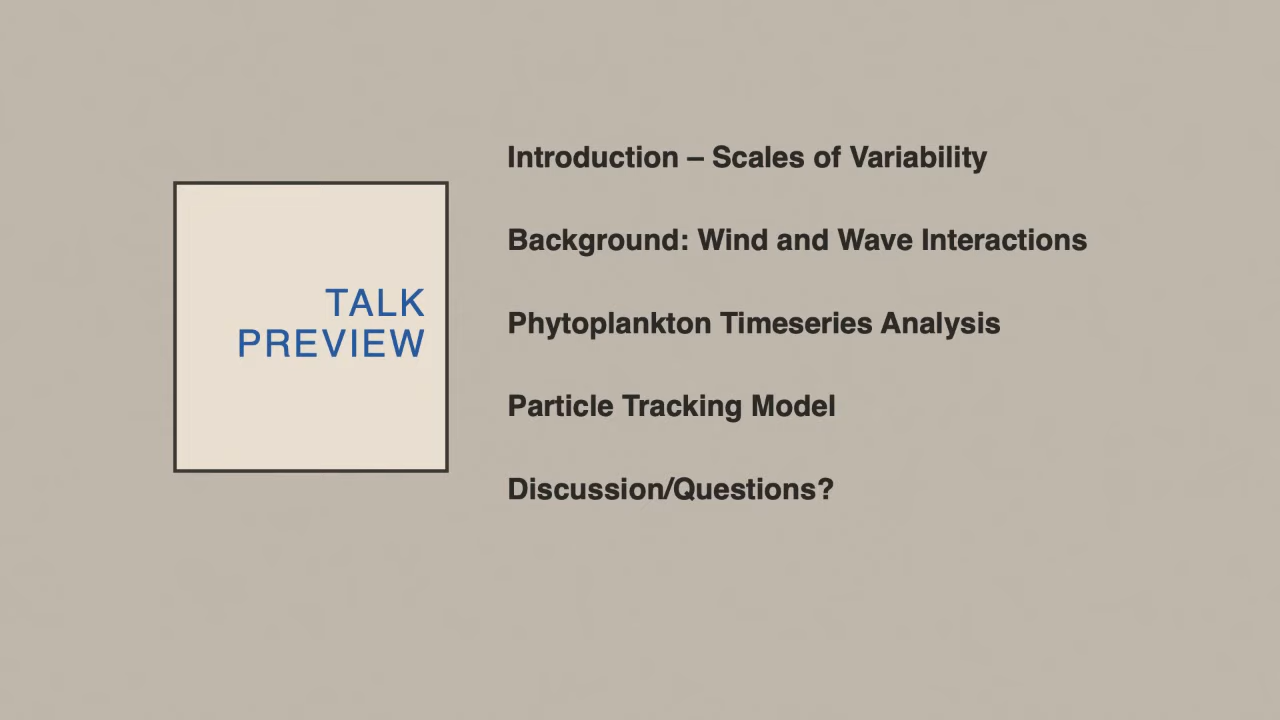 TALK
PREVIEW
Introduction – Scales of Variability
Background: Wind and Wave Interactions
Phytoplankton Timeseries Analysis
Particle Tracking Model
Discussion/Questions?